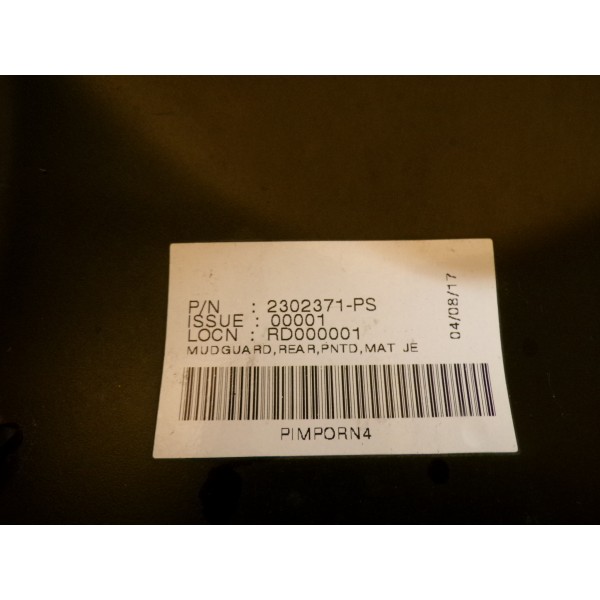 P/N : 2302371-PS
ISSUE : 00001
LOCN : RD000001
MUDGUARD,REAR,PNTD,MAT JE
04/08/17
PIMPORN4